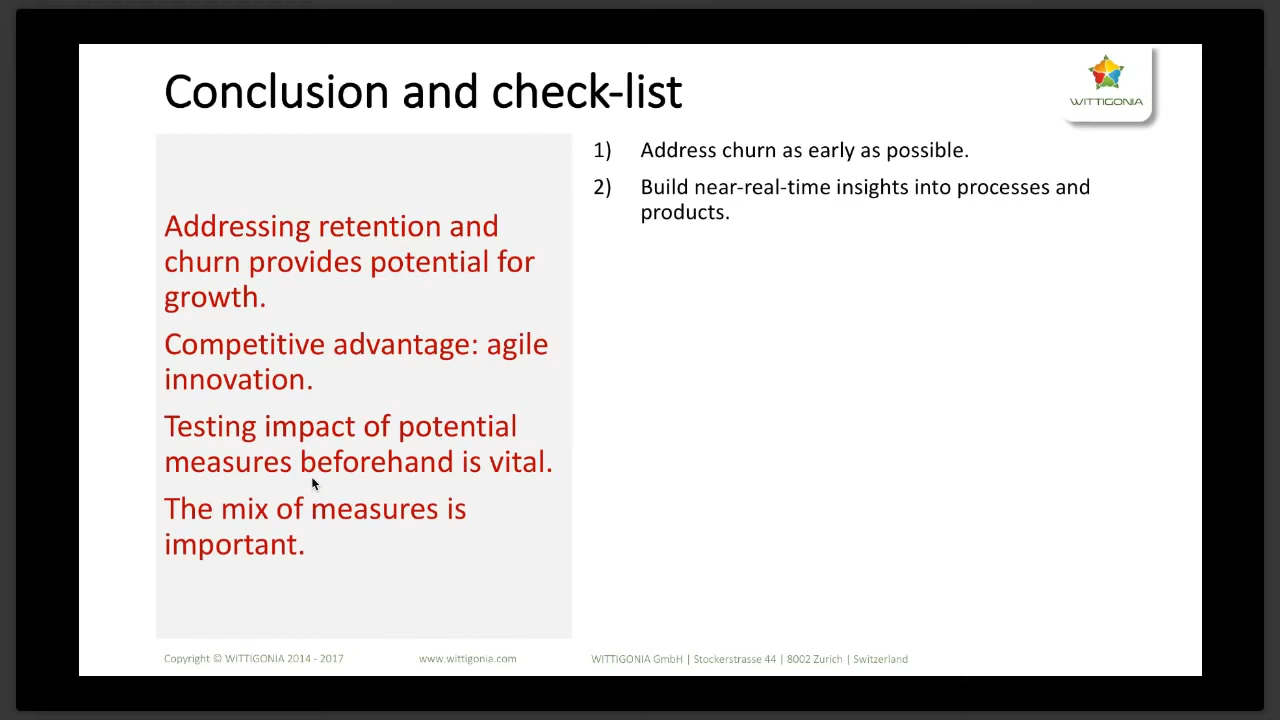 Conclusion and check-list
WITTIGONIA
Addressing retention and
churn provides potential for
growth.
Competitive advantage: agile
innovation.
Testing impact of potential
measures beforehand is vital.
The mix of measures is
important.
1) Address churn as early as possible.
2) Build near-real-time insights into processes and
products.
Copyright © WITTIGONIA 2014 - 2017
www.wittigonia.com
WITTIGONIA GmbH | Stockerstrasse 44 | 8002 Zurich | Switzerland